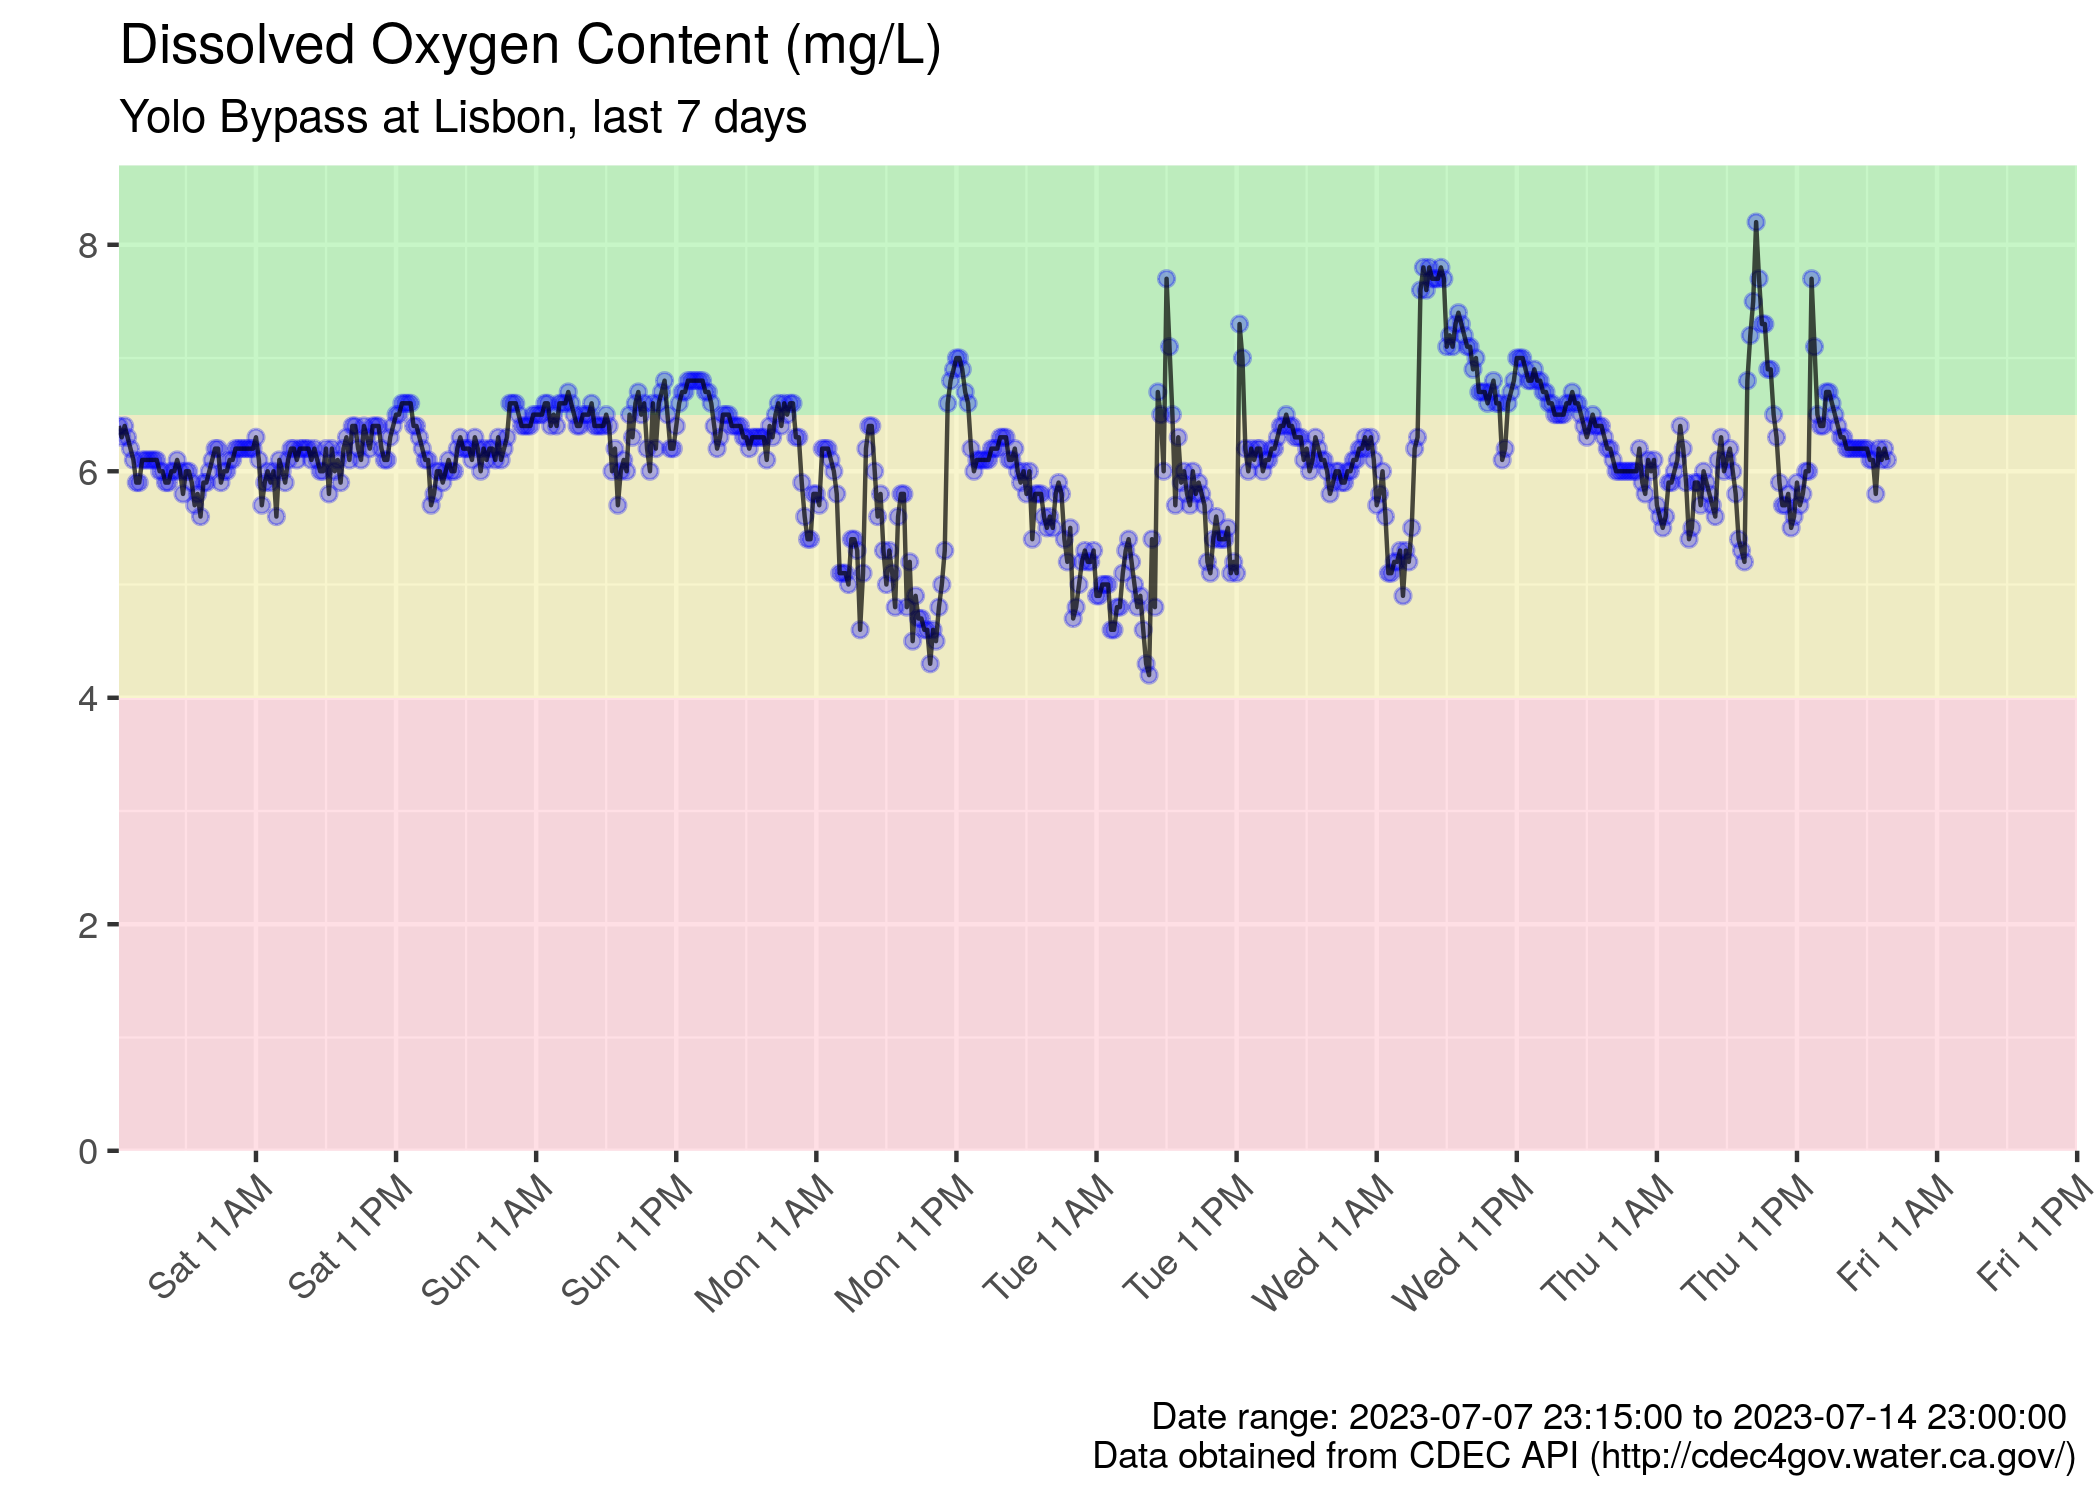 Dissolved Oxygen Content (mg/L)
Yolo Bypass at Lisbon, last 7 days
8
6
4
2
0
Sat 11AM
Sat 11PM
Sun 11AM
Sun 11PM
Mon 11AM
Mon 11PM
Tue 11AM
Tue 11PM
Wed 11AM
Wed 11PM
Thu 11AM
Thu 11PM
Fri 11AM
Fri 11PM
Date range: 2023-07-07 23:15:00 to 2023-07-14 23:00:00
Data obtained from CDEC API (http://cdec4gov.water.ca.gov/)